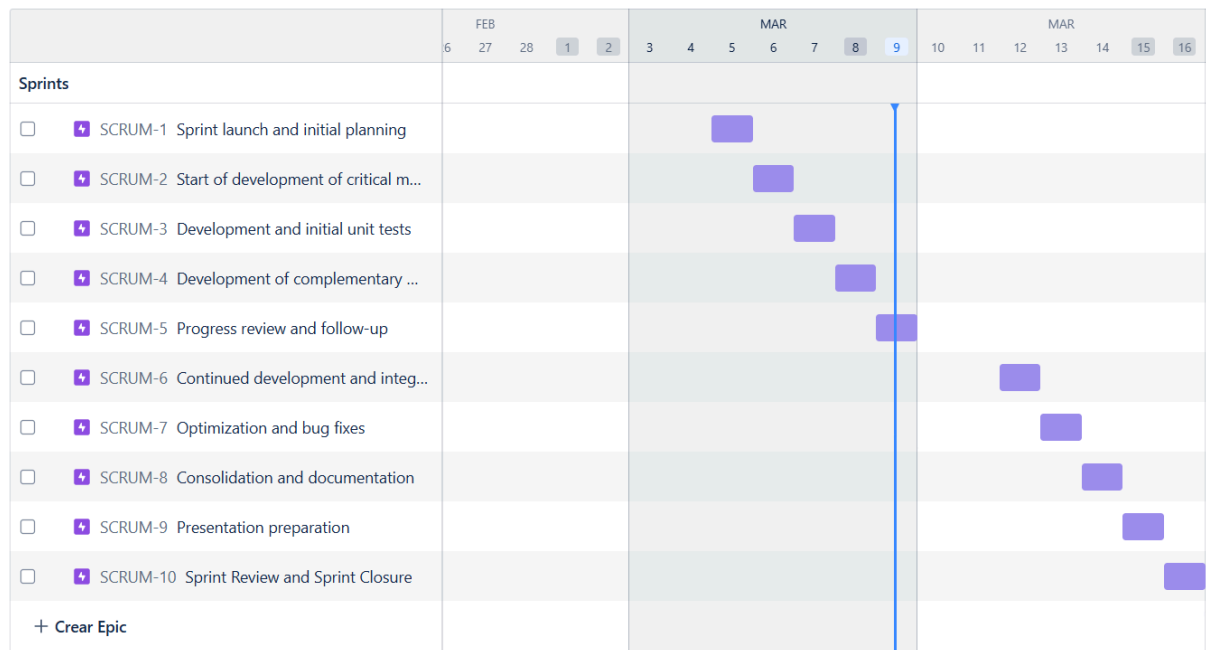 FEB MAR MAR
6 27 28 1 2 3 4 5 6 7 8 9 10 11 12 13 14 15 16
Sprints
SCRUM-1 Sprint launch and initial planning
SCRUM-2 Start of development of critical m...
SCRUM-3 Development and initial unit tests
SCRUM-4 Development of complementary ...
SCRUM-5 Progress review and follow-up
SCRUM-6 Continued development and integ...
SCRUM-7 Optimization and bug fixes
SCRUM-8 Consolidation and documentation
SCRUM-9 Presentation preparation
SCRUM-10 Sprint Review and Sprint Closure
+ Crear Epic